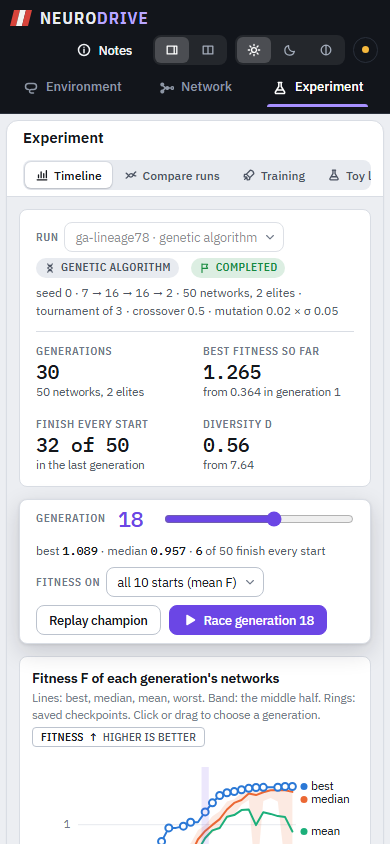 NEURODRIVE
Notes
Environment Network Experiment
Experiment
Timeline Compare runs Training Toy l
RUN ga-lineage78 · genetic algorithm
GENETIC ALGORITHM COMPLETED
seed 0 · 7 → 16 → 16 → 2 · 50 networks, 2 elites ·
tournament of 3 · crossover 0.5 · mutation 0.02 × σ 0.05
GENERATIONS BEST FITNESS SO FAR
30 1.265
50 networks, 2 elites from 0.364 in generation 1
FINISH EVERY START DIVERSITY D
32 of 50 0.56
in the last generation from 7.64
GENERATION 18
best 1.089 · median 0.957 · 6 of 50 finish every start
FITNESS ON all 10 starts (mean F)
Replay champion Race generation 18
Fitness F of each generation's networks
Lines: best, median, mean, worst. Band: the middle half. Rings:
saved checkpoints. Click or drag to choose a generation.
FITNESS ↑ HIGHER IS BETTER
best
median
1
mean